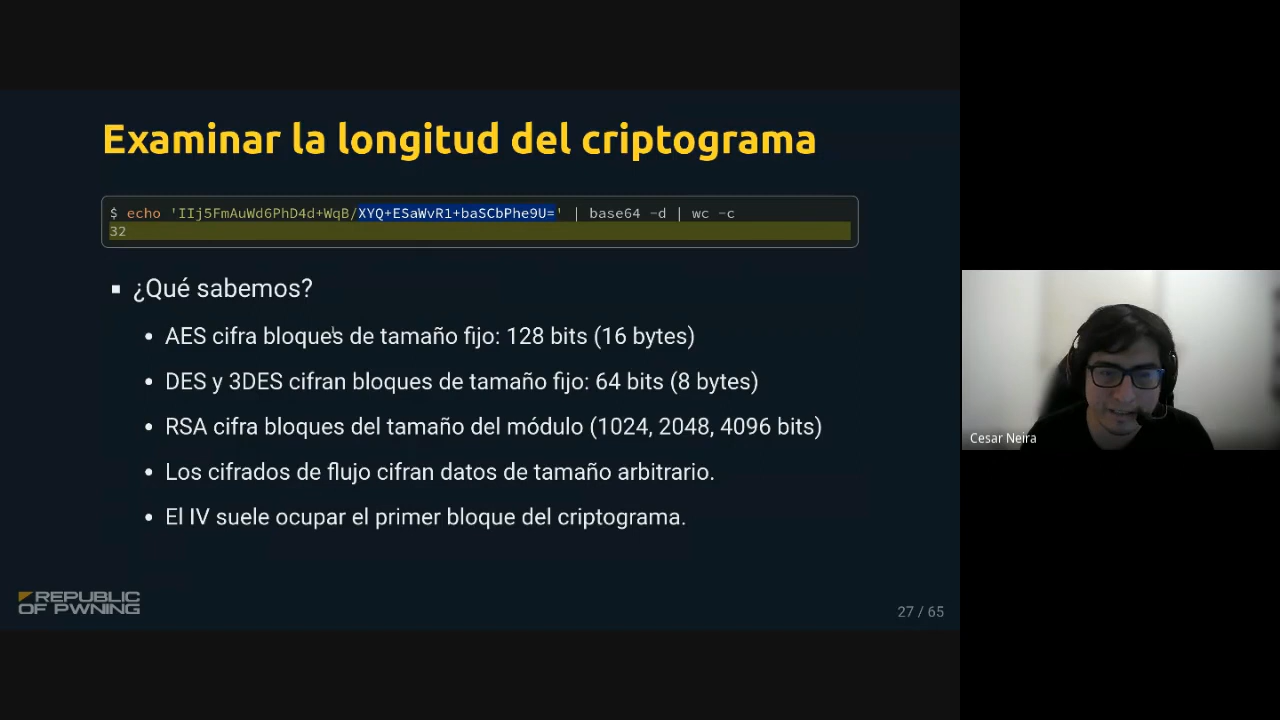 Examinar la longitud del criptograma
$ echo 'IIj5FmAuWd6PhD4d+WqB/XYQ+ESaWvR1+baSCbPhe9U=' | base64 -d | wc -c
32
▪ ¿Qué sabemos?
• AES cifra bloques de tamaño fijo: 128 bits (16 bytes)
• DES y 3DES cifran bloques de tamaño fijo: 64 bits (8 bytes)
• RSA cifra bloques del tamaño del módulo (1024, 2048, 4096 bits)
• Los cifrados de flujo cifran datos de tamaño arbitrario.
• El IV suele ocupar el primer bloque del criptograma.
Cesar Neira
REPUBLIC
OF PWNING
27 / 65